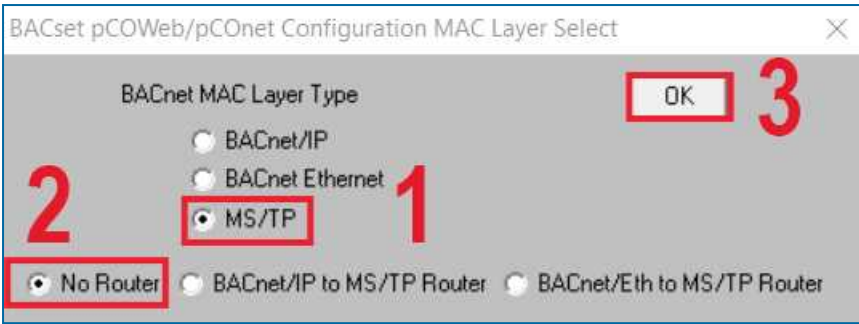 BACset pCOWeb/pCOnet Configuration MAC Layer Select
BACnet MAC Layer Type
OK
3
BACnet/IP
BACnet Ethernet
2
1
MS/TP
No Router
BACnet/IP to MS/TP Router
BACnet/Eth to MS/TP Router